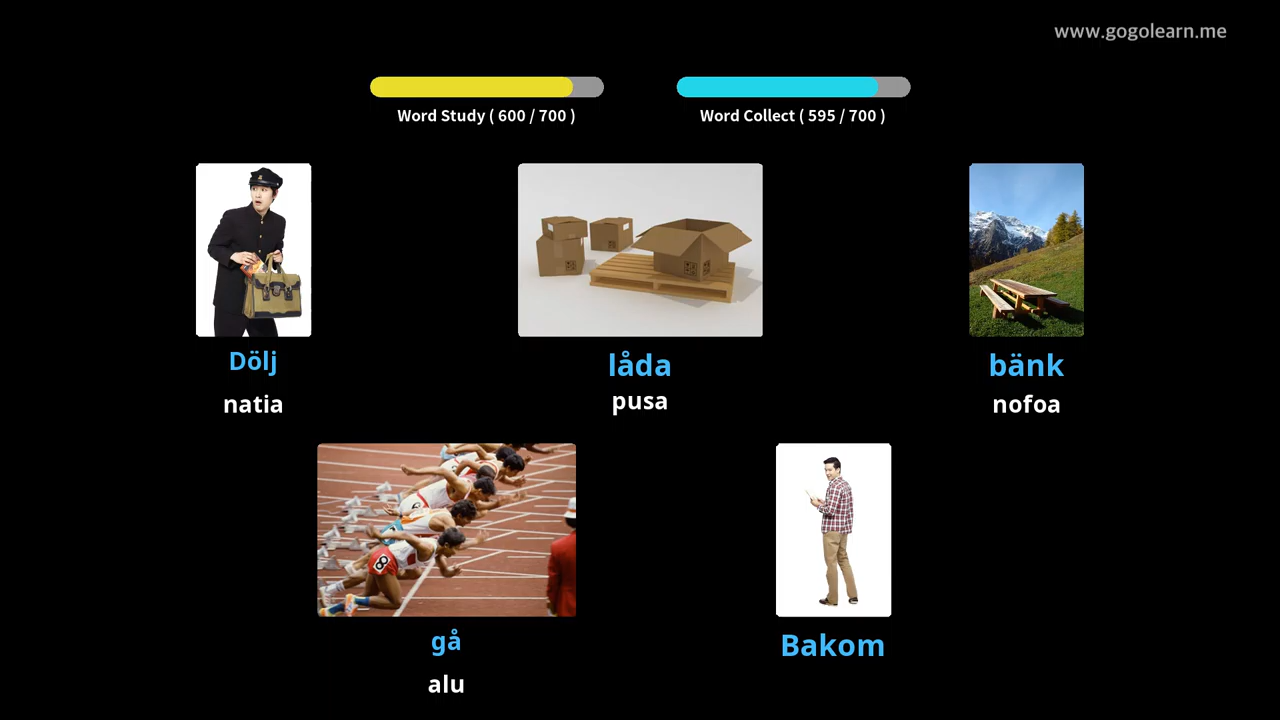 www.gogolearn.me
Word Study ( 600 / 700 )
Word Collect ( 595 / 700 )
Dölj
natia
låda
pusa
bänk
nofoa
gå
alu
Bakom